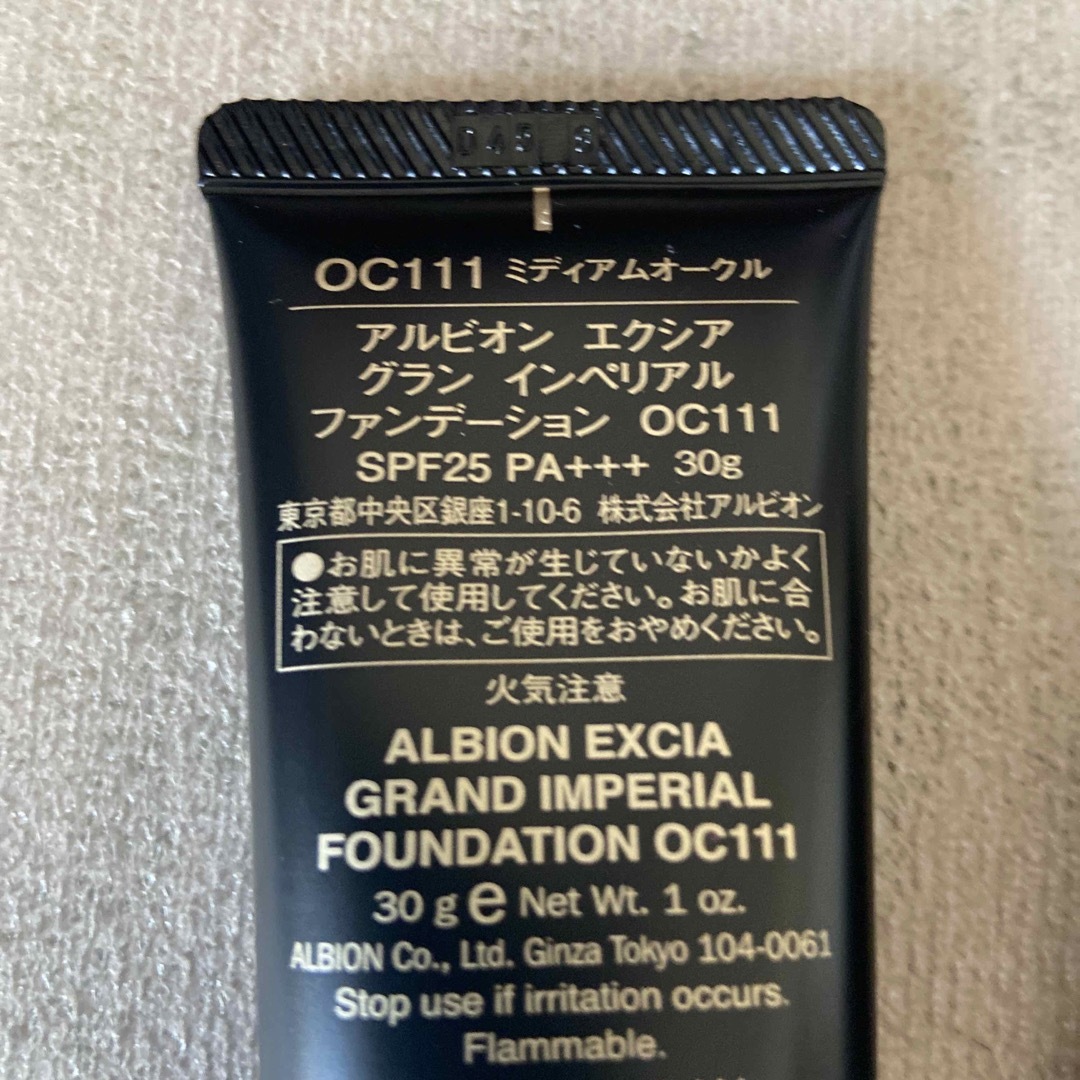 OC111 ミディアムオークル
アルビオン エクシア
グラン インペリアル
ファンデーション OC111
SPF25 PA+++ 30g
東京都中央区銀座1-10-6 株式会社アルビオン
●お肌に異常が生じていないかよく
注意して使用してください。お肌に合
わないときは、ご使用をおやめください。
火気注意
ALBION EXCIA
GRAND IMPERIAL
FOUNDATION OC111
30 g e Net Wt. 1 oz.
ALBION Co., Ltd. Ginza Tokyo 104-0061
Stop use if irritation occurs.
Flammable.